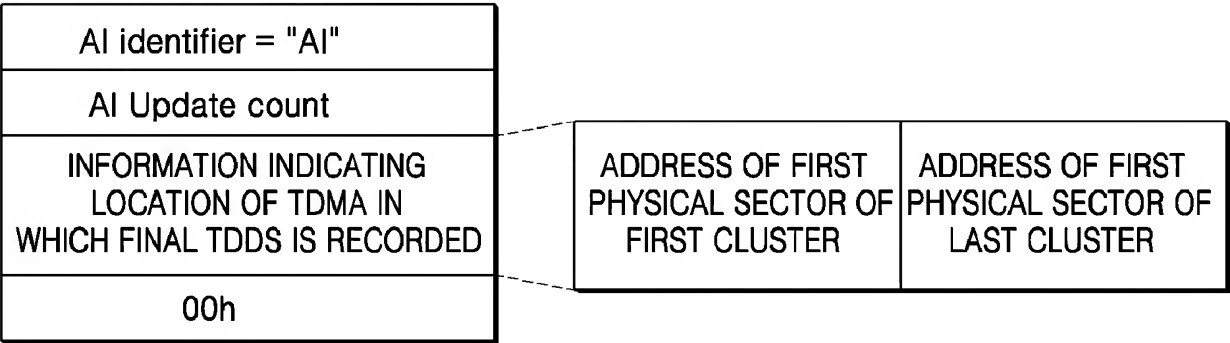 AI identifier = "AI"
AI Update count
INFORMATION INDICATING
LOCATION OF TDMA IN
WHICH FINAL TDDS IS RECORDED
00h
ADDRESS OF FIRST
PHYSICAL SECTOR OF
FIRST CLUSTER
ADDRESS OF FIRST
PHYSICAL SECTOR OF
LAST CLUSTER